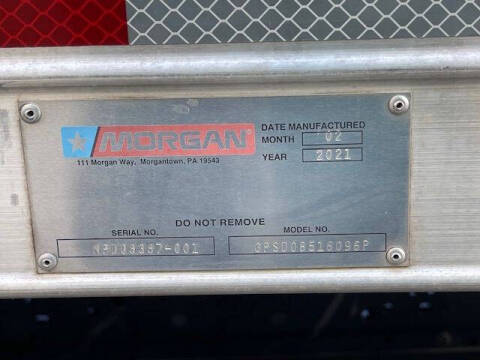 MORGAN®
111 Morgan Way, Morgantown, PA 19543
DATE MANUFACTURED
MONTH 02
YEAR 2021
DO NOT REMOVE
SERIAL NO.
MODEL NO.
GPSD08516096P